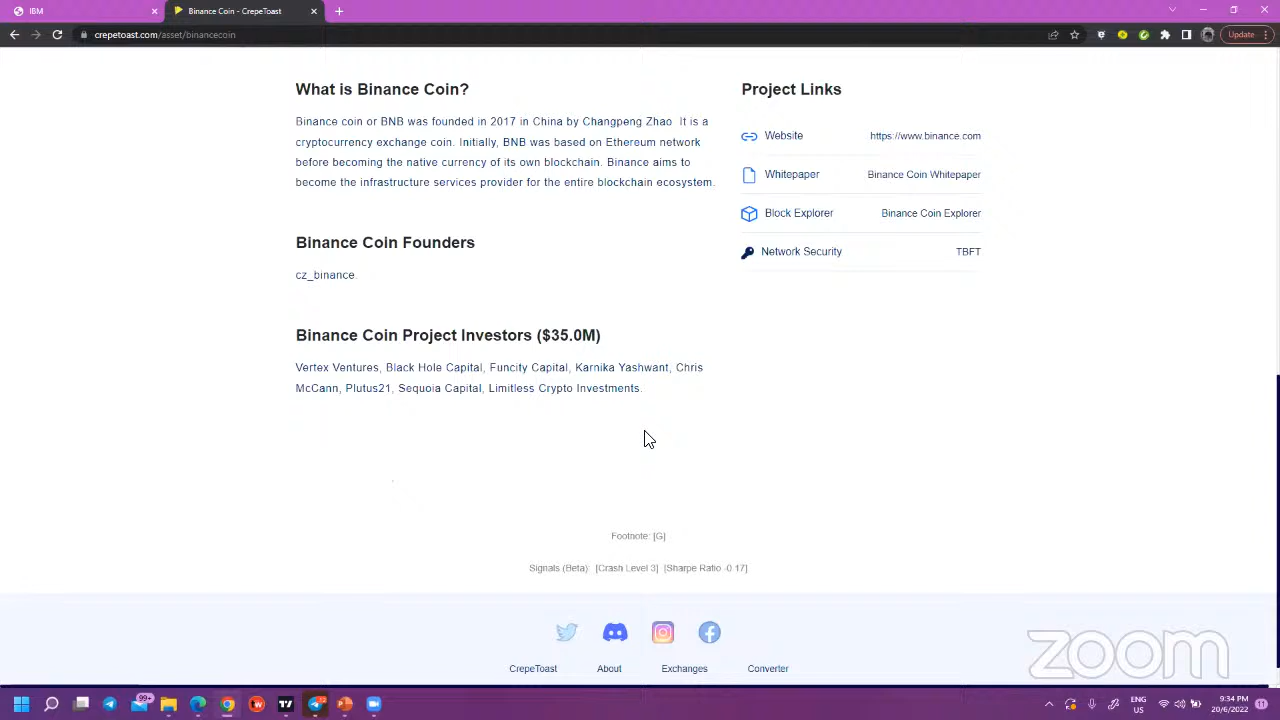 IBM
Binance Coin - CrepeToast
crepetoast.com/asset/binancecoin
Update
What is Binance Coin?
Binance coin or BNB was founded in 2017 in China by Changpeng Zhao. It is a
cryptocurrency exchange coin. Initially, BNB was based on Ethereum network
before becoming the native currency of its own blockchain. Binance aims to
become the infrastructure services provider for the entire blockchain ecosystem.
Binance Coin Founders
cz_binance.
Binance Coin Project Investors ($35.0M)
Vertex Ventures, Black Hole Capital, Funcity Capital, Karnika Yashwant, Chris
McCann, Plutus21, Sequoia Capital, Limitless Crypto Investments.
Project Links
Website https://www.binance.com
Whitepaper Binance Coin Whitepaper
Block Explorer Binance Coin Explorer
Network Security TBFT
Footnote: [G]
Signals (Beta): [Crash Level 3] [Sharpe Ratio -0.17]
CrepeToast About Exchanges Converter
zoom
99+
ENG
US
9:34 PM
20/6/2022
11